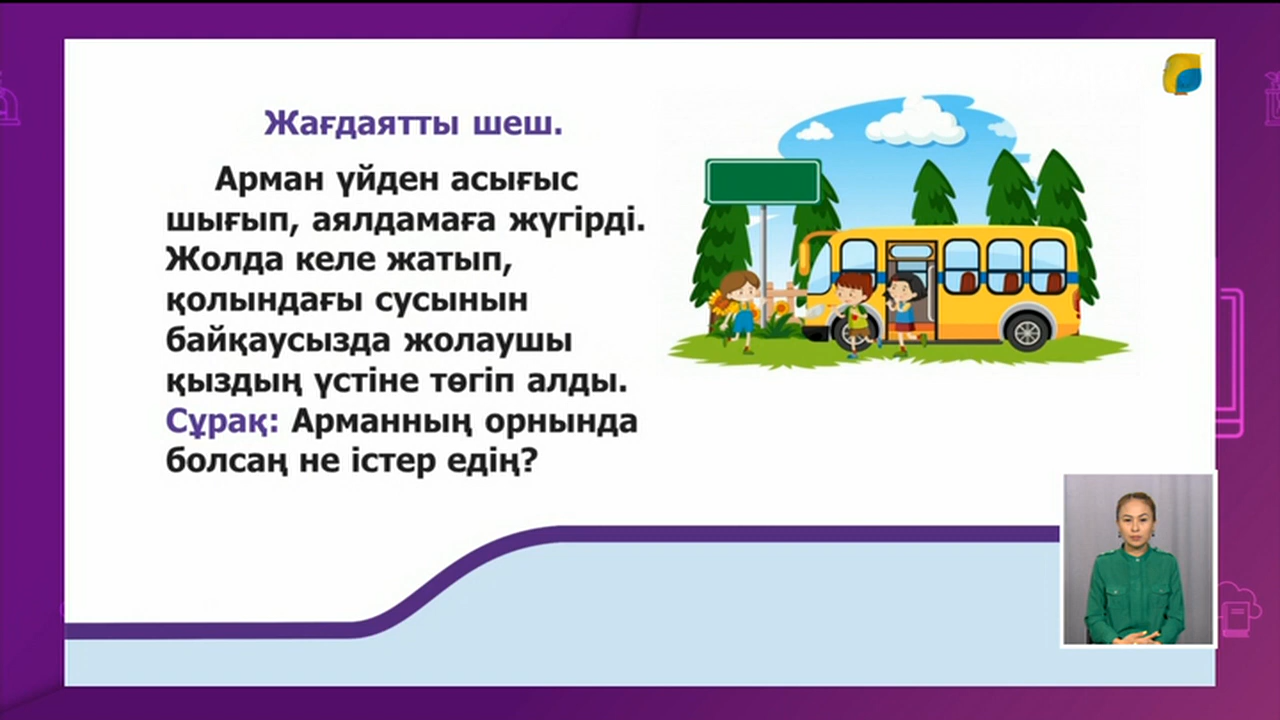 Жағдаятты шеш.
Арман үйден асығыс
шығып, аялдамаға жүгірді.
Жолда келе жатып,
қолындағы сусынын
байқаусызда жолаушы
қыздың үстіне төгіп алды.
Сұрақ: Арманның орнында
болсаң не істер едің?